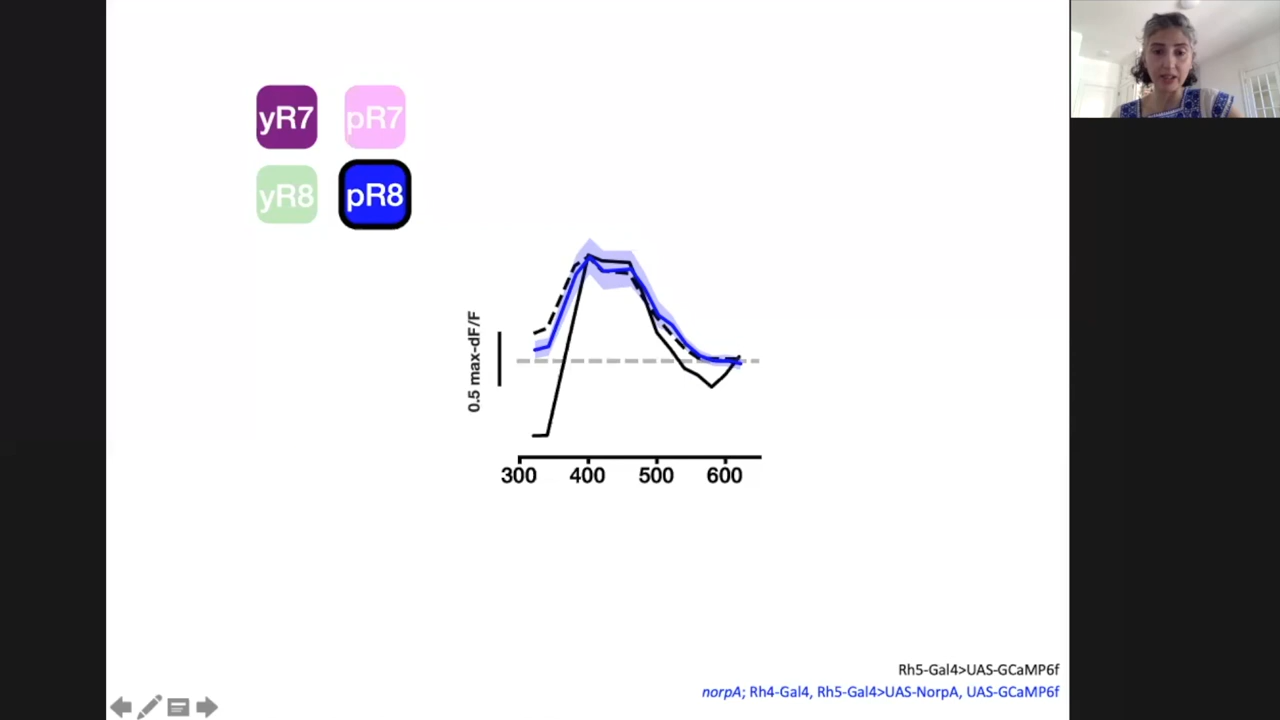 yR7 pR7
yR8 pR8
0.5 max-dF/F
300 400 500 600
Rh5-Gal4>UAS-GCaMP6f
norpA; Rh4-Gal4, Rh5-Gal4>UAS-NorpA, UAS-GCaMP6f